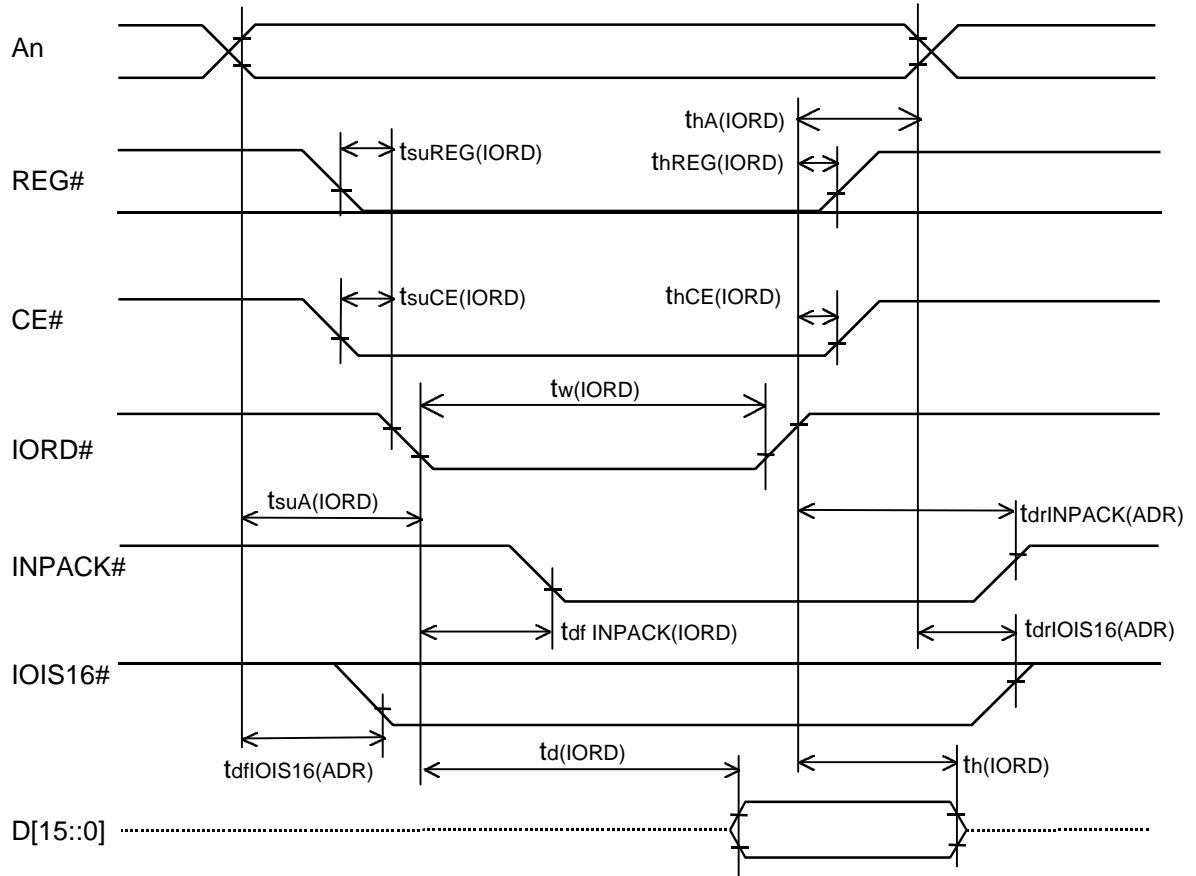 An
thA(IORD)
tsuREG(IORD)
thREG(IORD)
REG#
tsuCE(IORD)
thCE(IORD)
CE#
tw(IORD)
IORD#
tsuA(IORD)
tdrINPACK(ADR)
INPACK#
tdf INPACK(IORD)
tdrIOIS16(ADR)
IOIS16#
tdfIOIS16(ADR)
td(IORD)
th(IORD)
D[15::0]